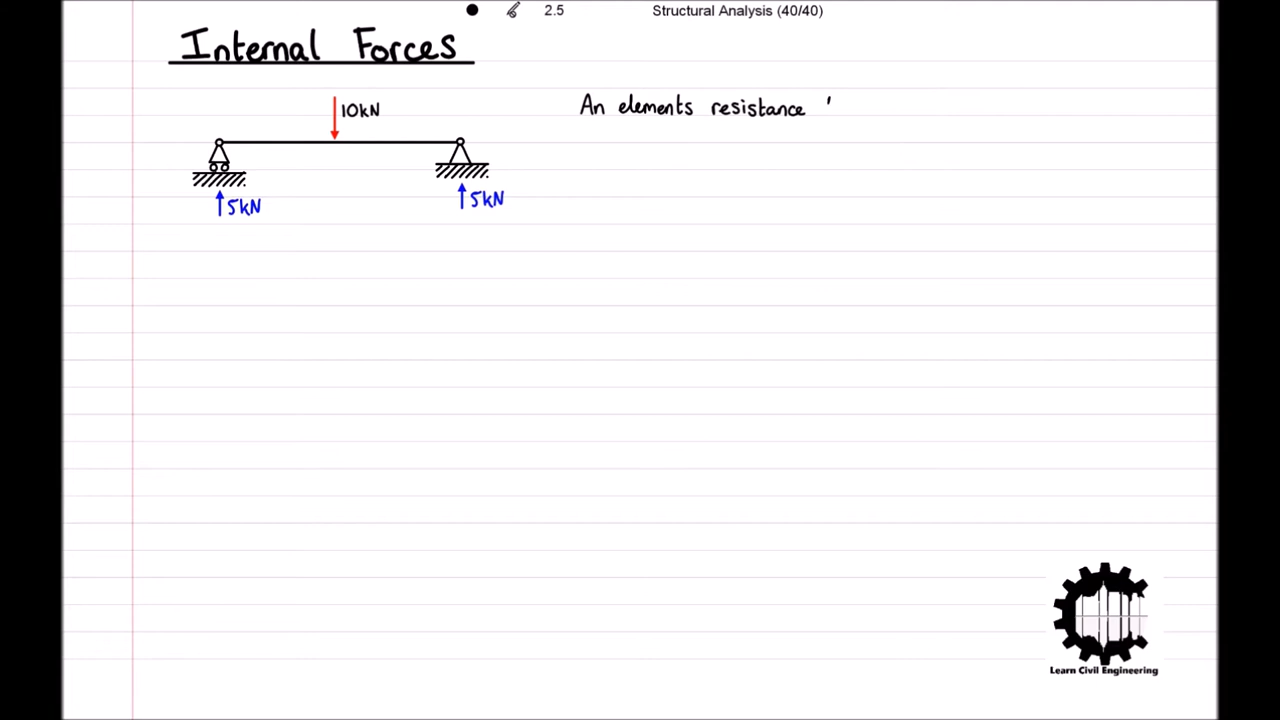 2.5 Structural Analysis (40/40)
Internal Forces
10kN
An elements resistance
5kN
5kN
Learn Civil Engineering